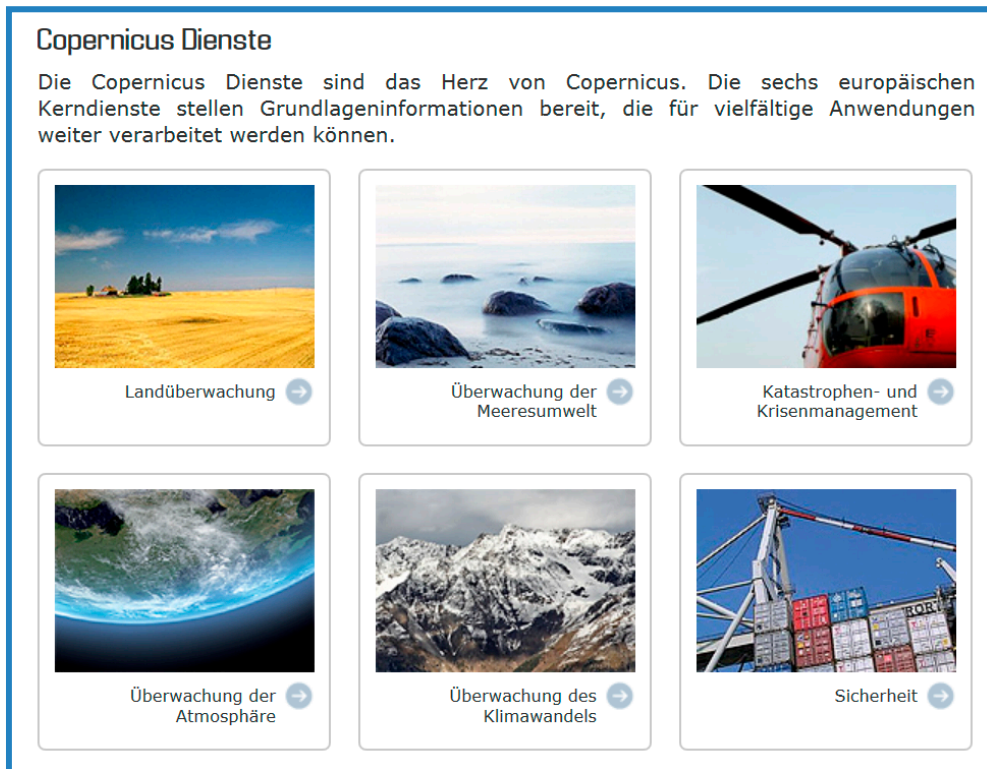 Copernicus Dienste
Die Copernicus Dienste sind das Herz von Copernicus. Die sechs europäischen
Kerndienste stellen Grundlageninformationen bereit, die für vielfältige Anwendungen
weiter verarbeitet werden können.
Landüberwachung
Überwachung der
Meeresumwelt
Katastrophen- und
Krisenmanagement
Überwachung der
Atmosphäre
Überwachung des
Klimawandels
Sicherheit